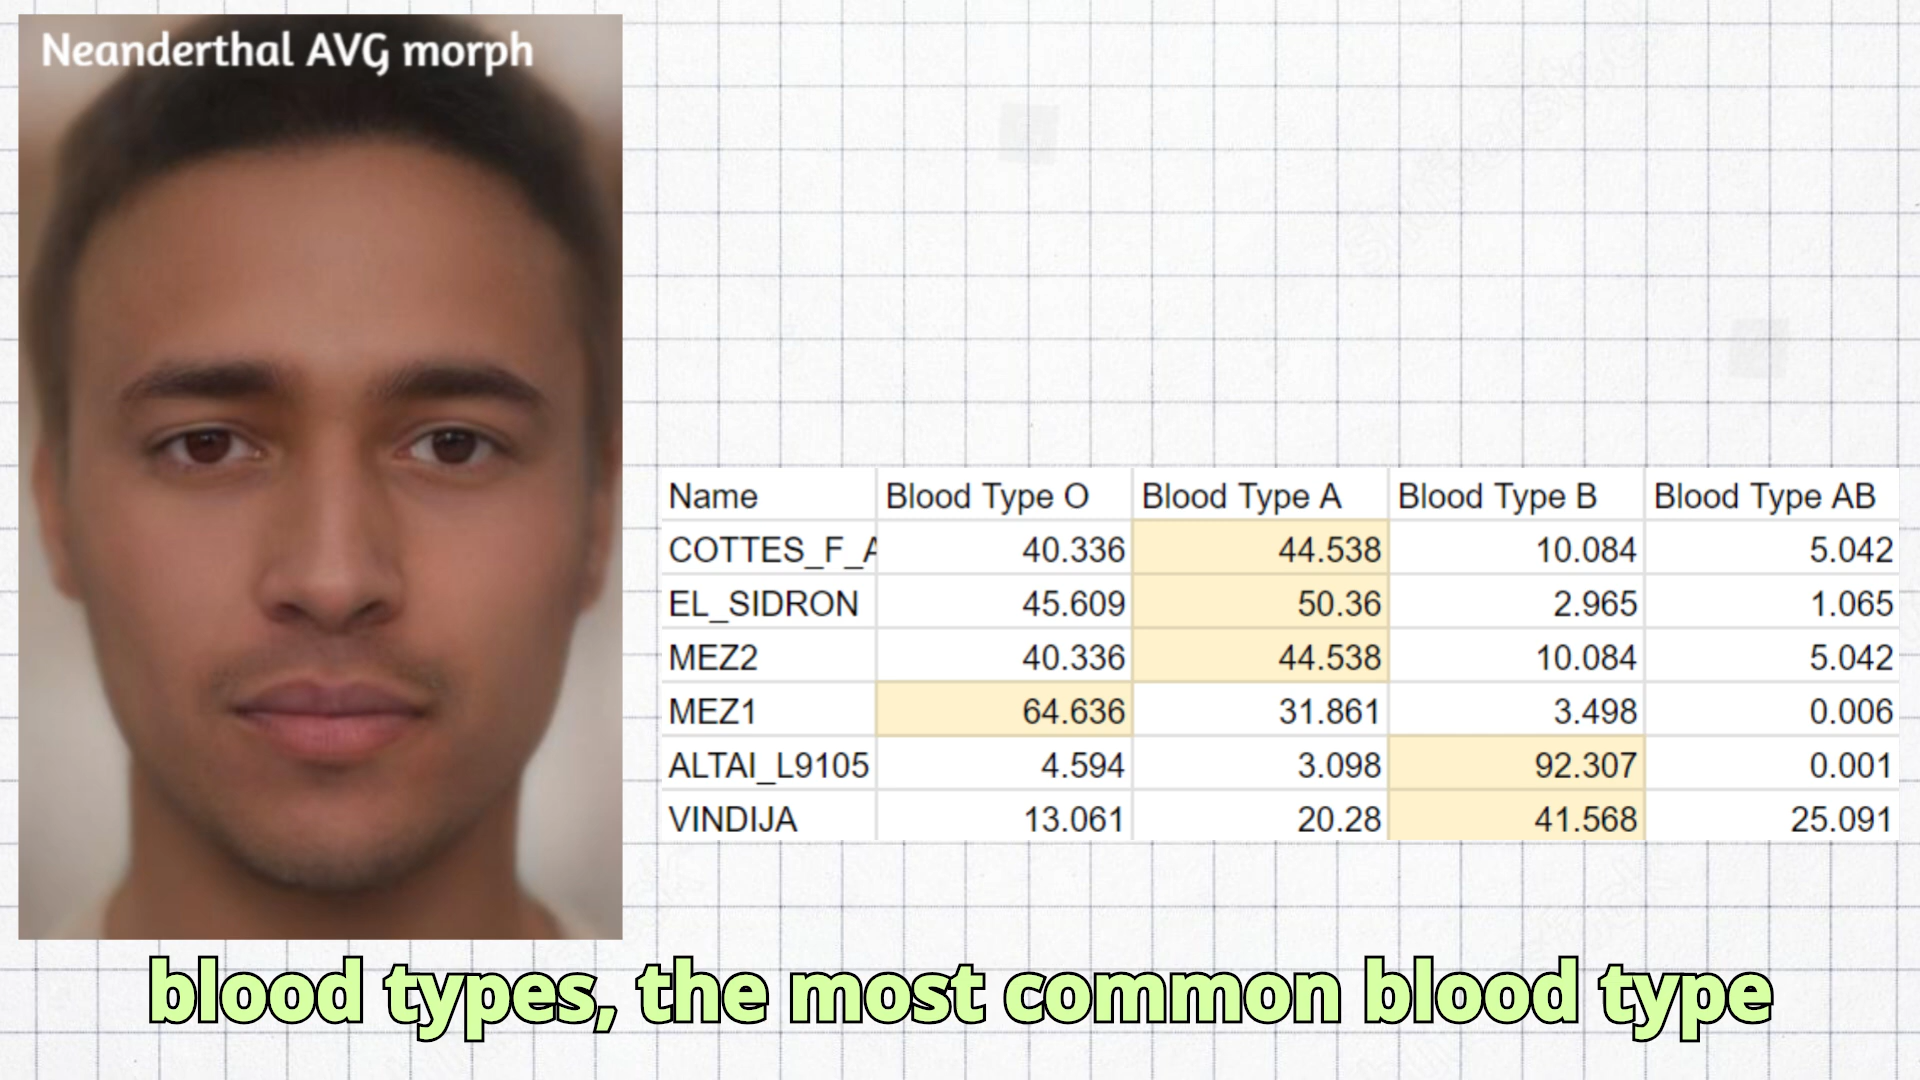 Neanderthal AVG morph
Name Blood Type O Blood Type A Blood Type B Blood Type AB
COTTES_F_A 40.336 44.538 10.084 5.042
EL_SIDRON 45.609 50.36 2.965 1.065
MEZ2 40.336 44.538 10.084 5.042
MEZ1 64.636 31.861 3.498 0.006
ALTAI_L9105 4.594 3.098 92.307 0.001
VINDIJA 13.061 20.28 41.568 25.091
blood types, the most common blood type